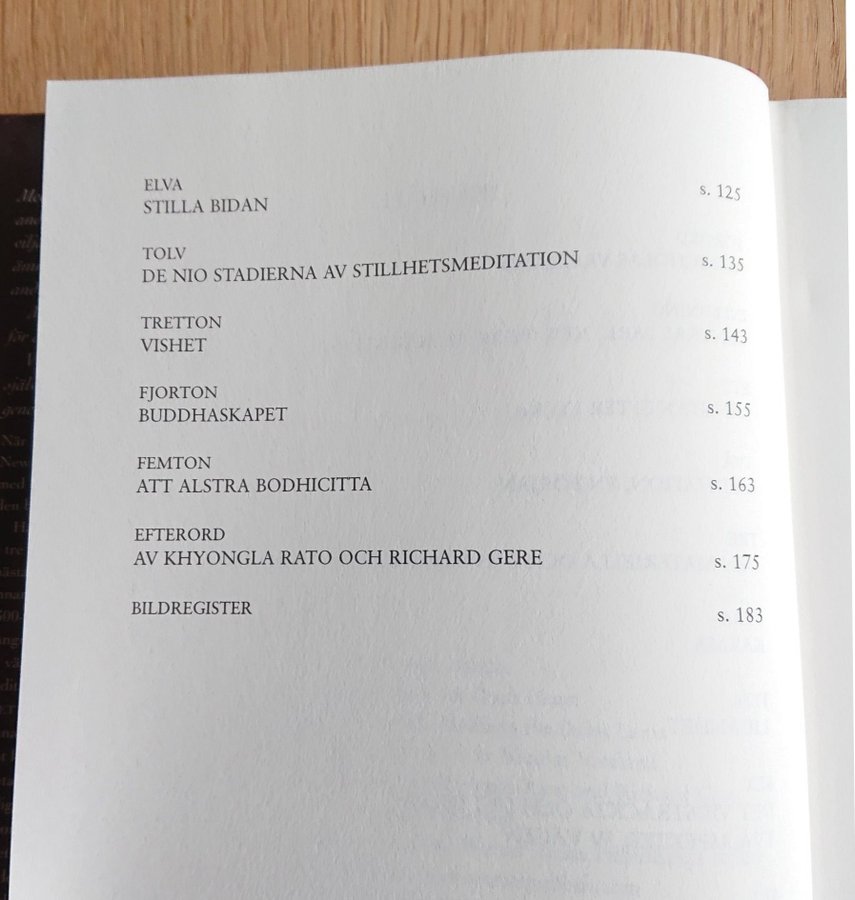 ELVA
STILLA BIDAN s. 125
TOLV
DE NIO STADIERNA AV STILLHETSMEDITATION s. 135
TRETTON
VISHET s. 143
FJORTON
BUDDHASKAPET s. 155
FEMTON
ATT ALSTRA BODHICITTA s. 163
EFTERORD
AV KHYONGLA RATO OCH RICHARD GERE s. 175
BILDREGISTER s. 183